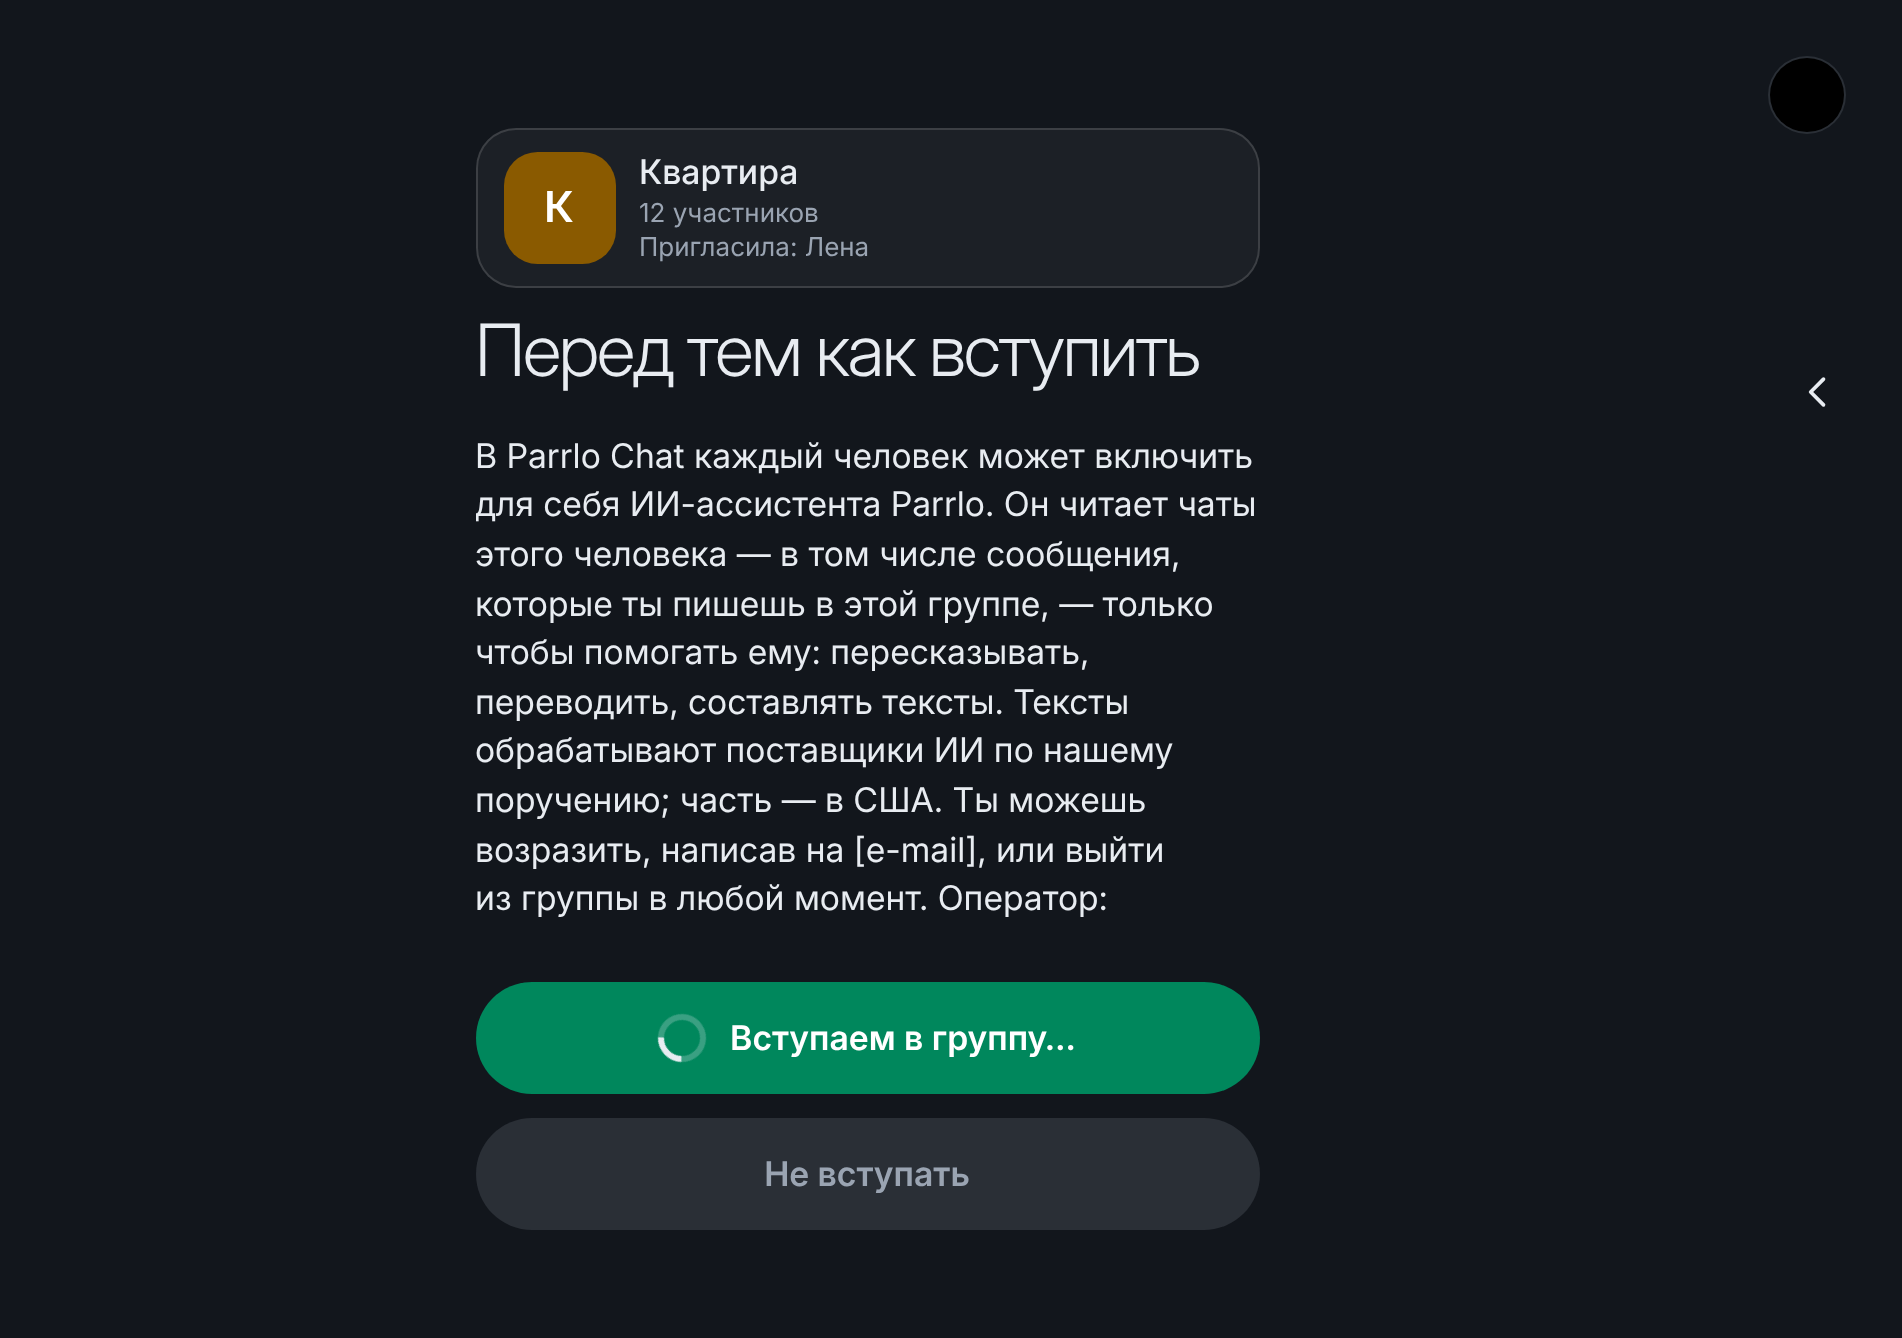 К
Квартира
12 участников
Пригласила: Лена
Перед тем как вступить
В Parrlo Chat каждый человек может включить
для себя ИИ-ассистента Parrlo. Он читает чаты
этого человека — в том числе сообщения,
которые ты пишешь в этой группе, — только
чтобы помогать ему: пересказывать,
переводить, составлять тексты. Тексты
обрабатывают поставщики ИИ по нашему
поручению; часть — в США. Ты можешь
возразить, написав на [e-mail], или выйти
из группы в любой момент. Оператор:
Вступаем в группу...
Не вступать